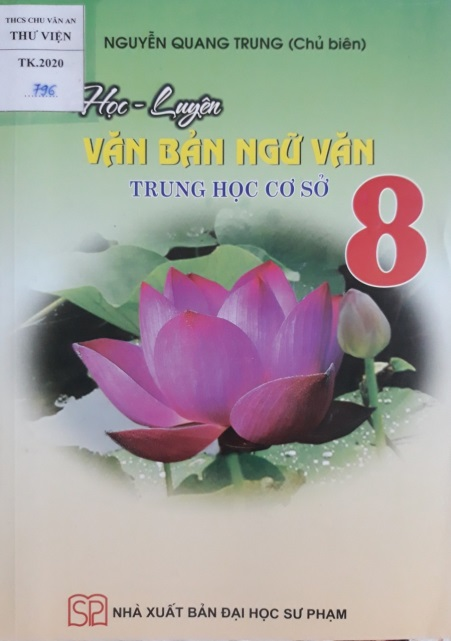 THCS CHU VĂN AN
THƯ VIỆN
TK.2020
796
NGUYỄN QUANG TRUNG (Chủ biên)
Học - Luyện
VĂN BẢN NGỮ VĂN
TRUNG HỌC CƠ SỞ
8
SP
NHÀ XUẤT BẢN ĐẠI HỌC SƯ PHẠM